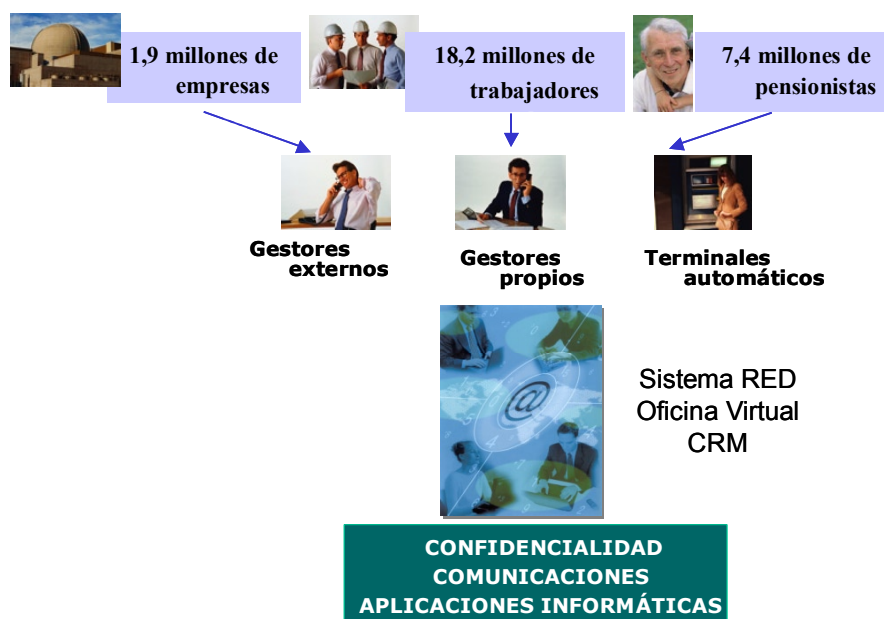 1,9 millones de
empresas
18,2 millones de
trabajadores
7,4 millones de
pensionistas
Gestores
externos
Gestores
propios
Terminales
automáticos
@
Sistema RED
Oficina Virtual
CRM
CONFIDENCIALIDAD
COMUNICACIONES
APLICACIONES INFORMÁTICAS